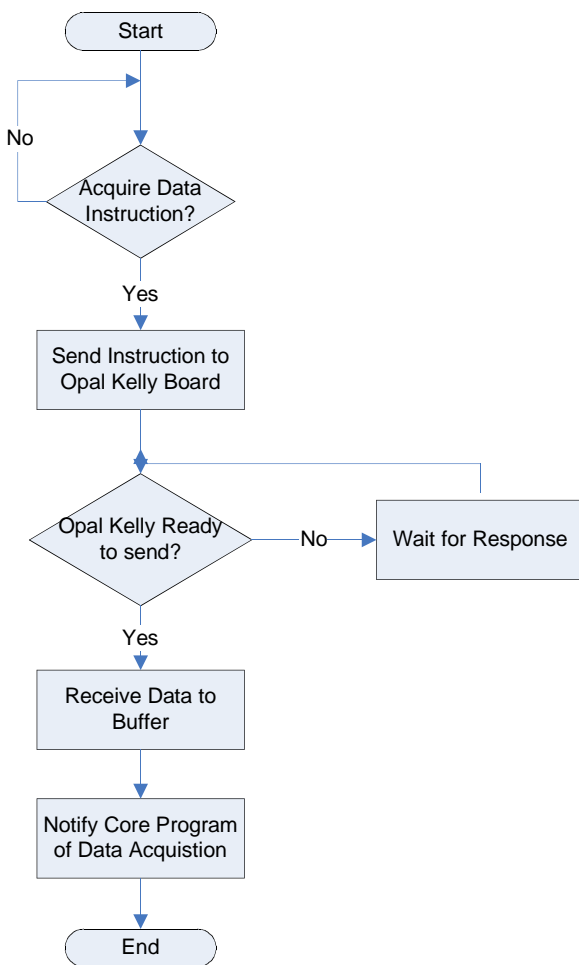 Start
No
Acquire Data
Instruction?
Yes
Send Instruction to
Opal Kelly Board
Opal Kelly Ready
to send?
No
Wait for Response
Yes
Receive Data to
Buffer
Notify Core Program
of Data Acquistion
End